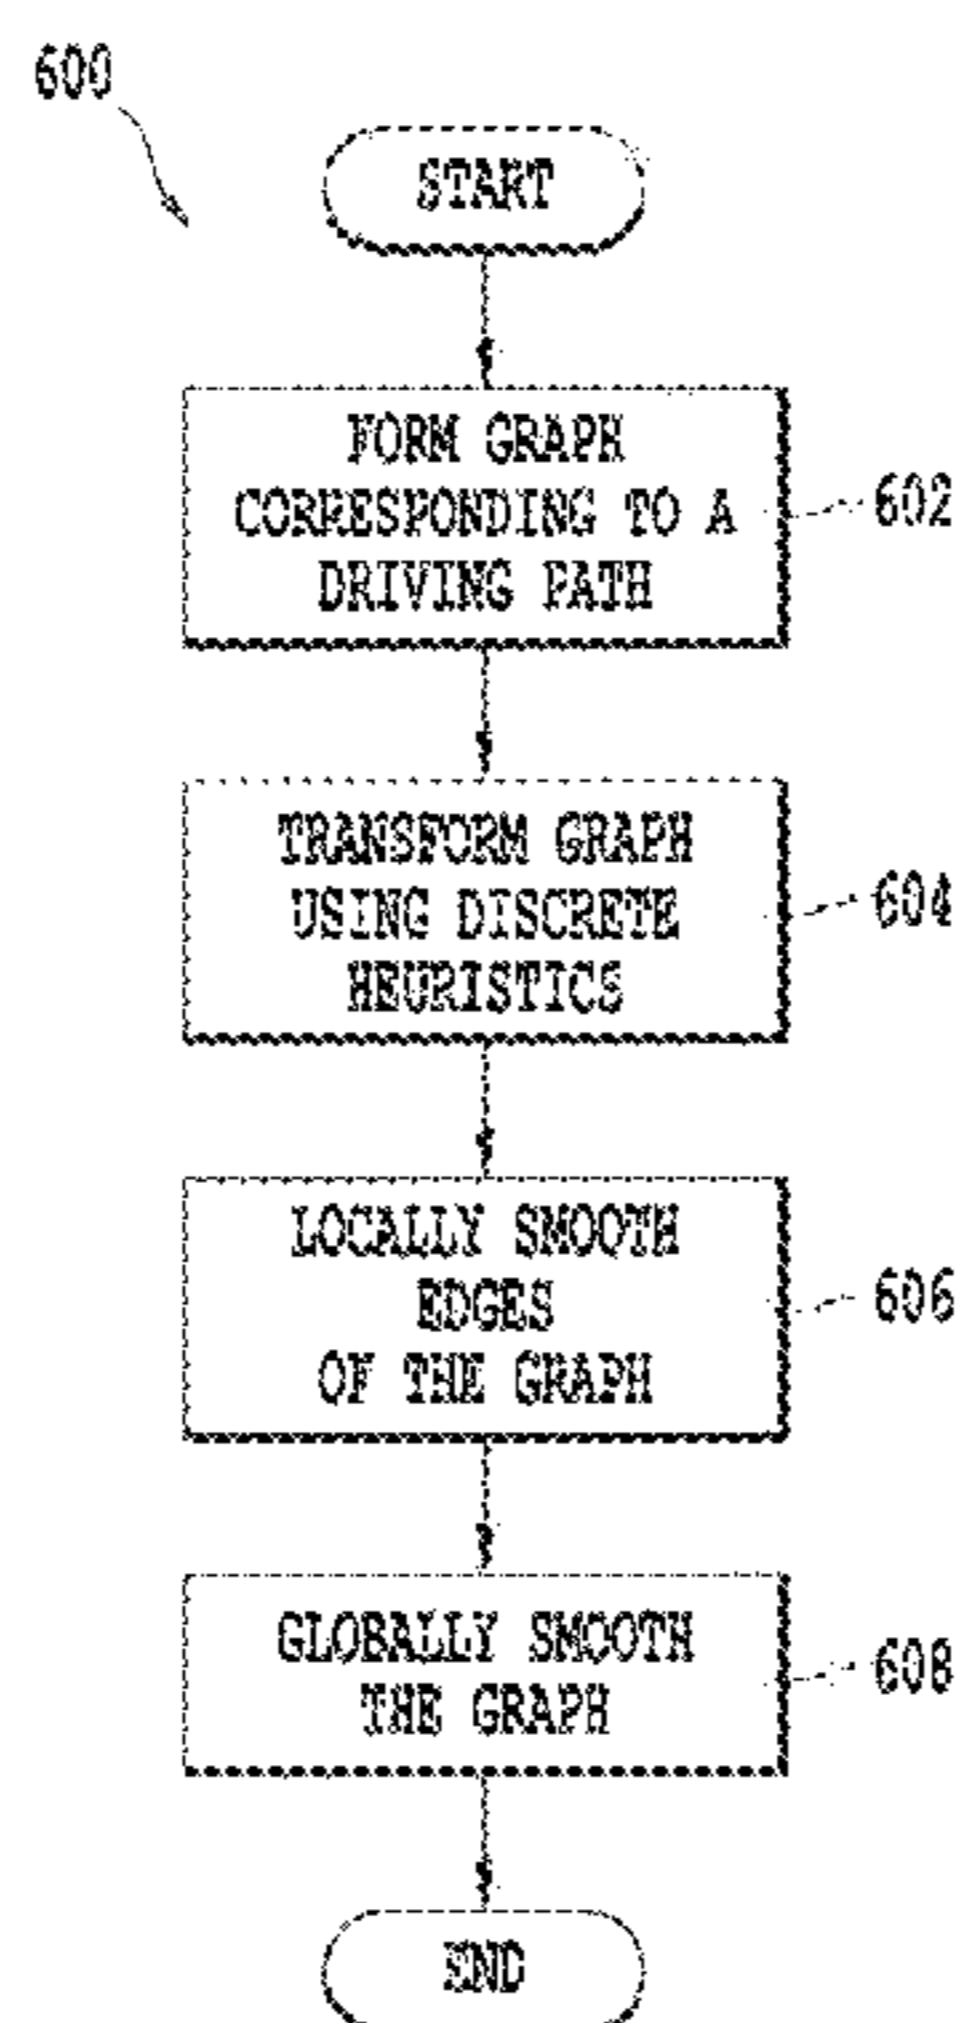 600
START
FORM GRAPH
CORRESPONDING TO A
DRIVING PATH
602
TRANSFORM GRAPH
USING DISCRETE
HEURISTICS
604
LOCALLY SMOOTH
EDGES
OF THE GRAPH
606
GLOBALLY SMOOTH
THE GRAPH
608
END